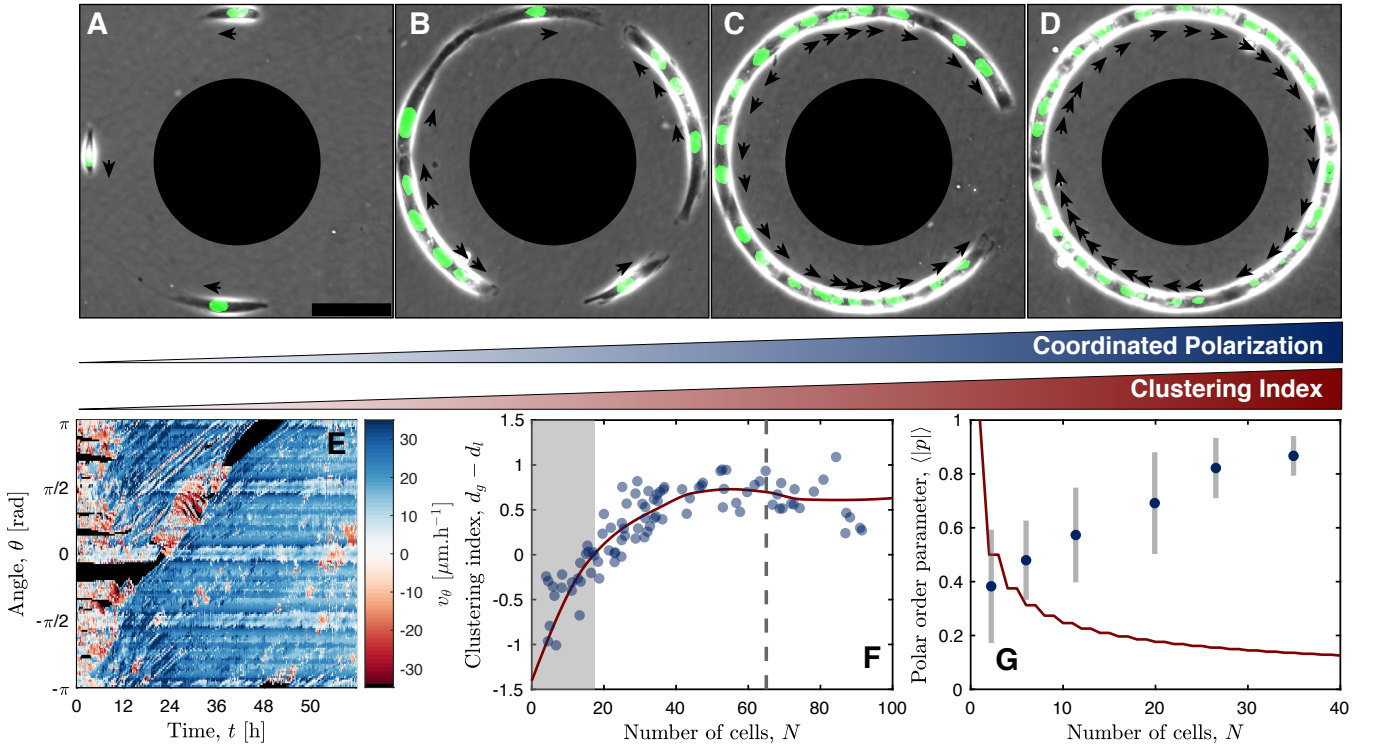 A
B
C
D
Coordinated Polarization
Clustering Index
π
π/2
0
-π/2
-π
Angle, θ [rad]
0 12 24 36 48 50
Time, t [h]
E
30
20
10
0
-10
-20
-30
v_θ [μm.h⁻¹]
1.5
1
0.5
0
-0.5
-1
-1.5
Clustering index, d_g − d_l
0 20 40 60 80 100
Number of cells, N
F
1
0.8
0.6
0.4
0.2
0
Polar order parameter, ⟨|p|⟩
0 10 20 30 40
Number of cells, N
G